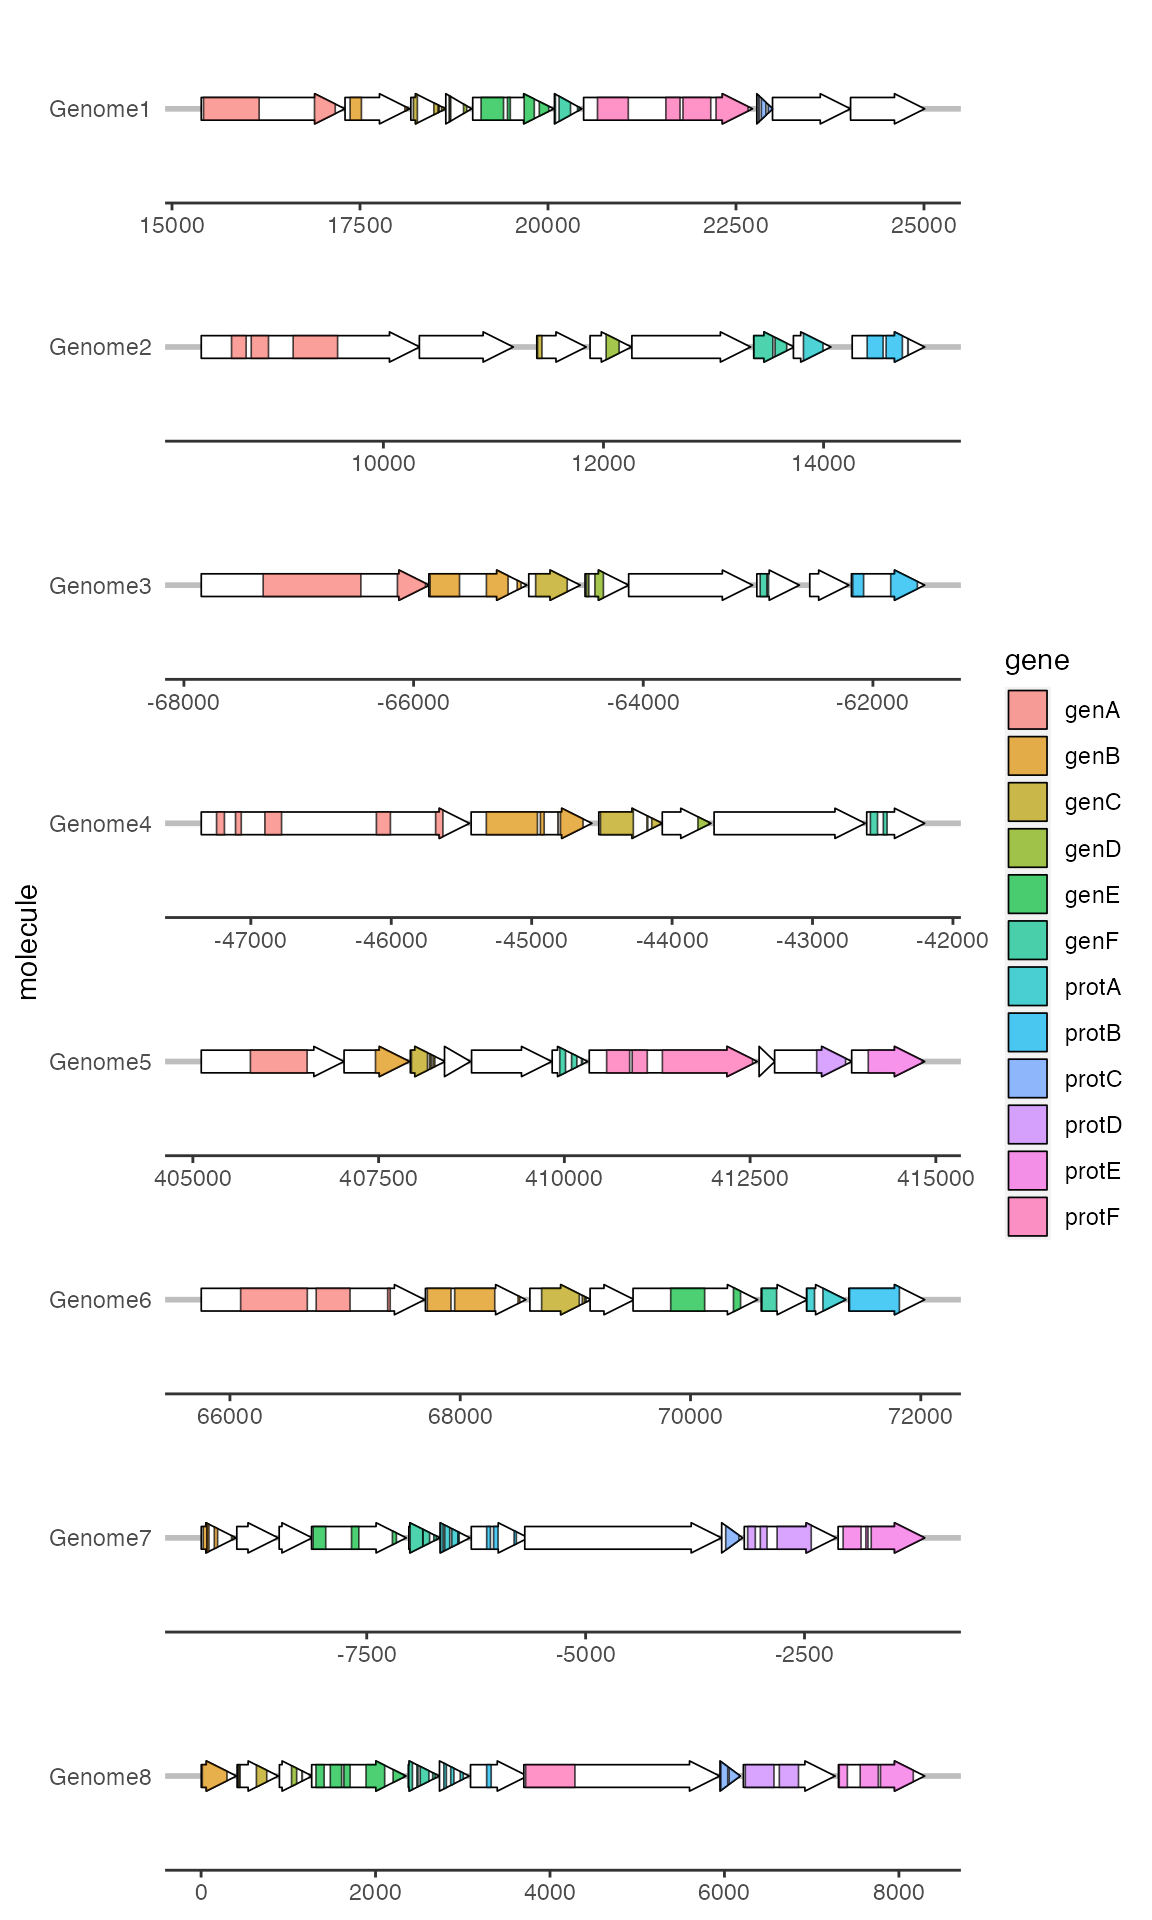 Genome1
15000 17500 20000 22500 25000
Genome2
10000 12000 14000
Genome3
-68000 -66000 -64000 -62000
Genome4
-47000 -46000 -45000 -44000 -43000 -42000
Genome5
405000 407500 410000 412500 415000
Genome6
66000 68000 70000 72000
Genome7
-7500 -5000 -2500
Genome8
0 2000 4000 6000 8000
molecule
gene
genA
genB
genC
genD
genE
genF
protA
protB
protC
protD
protE
protF